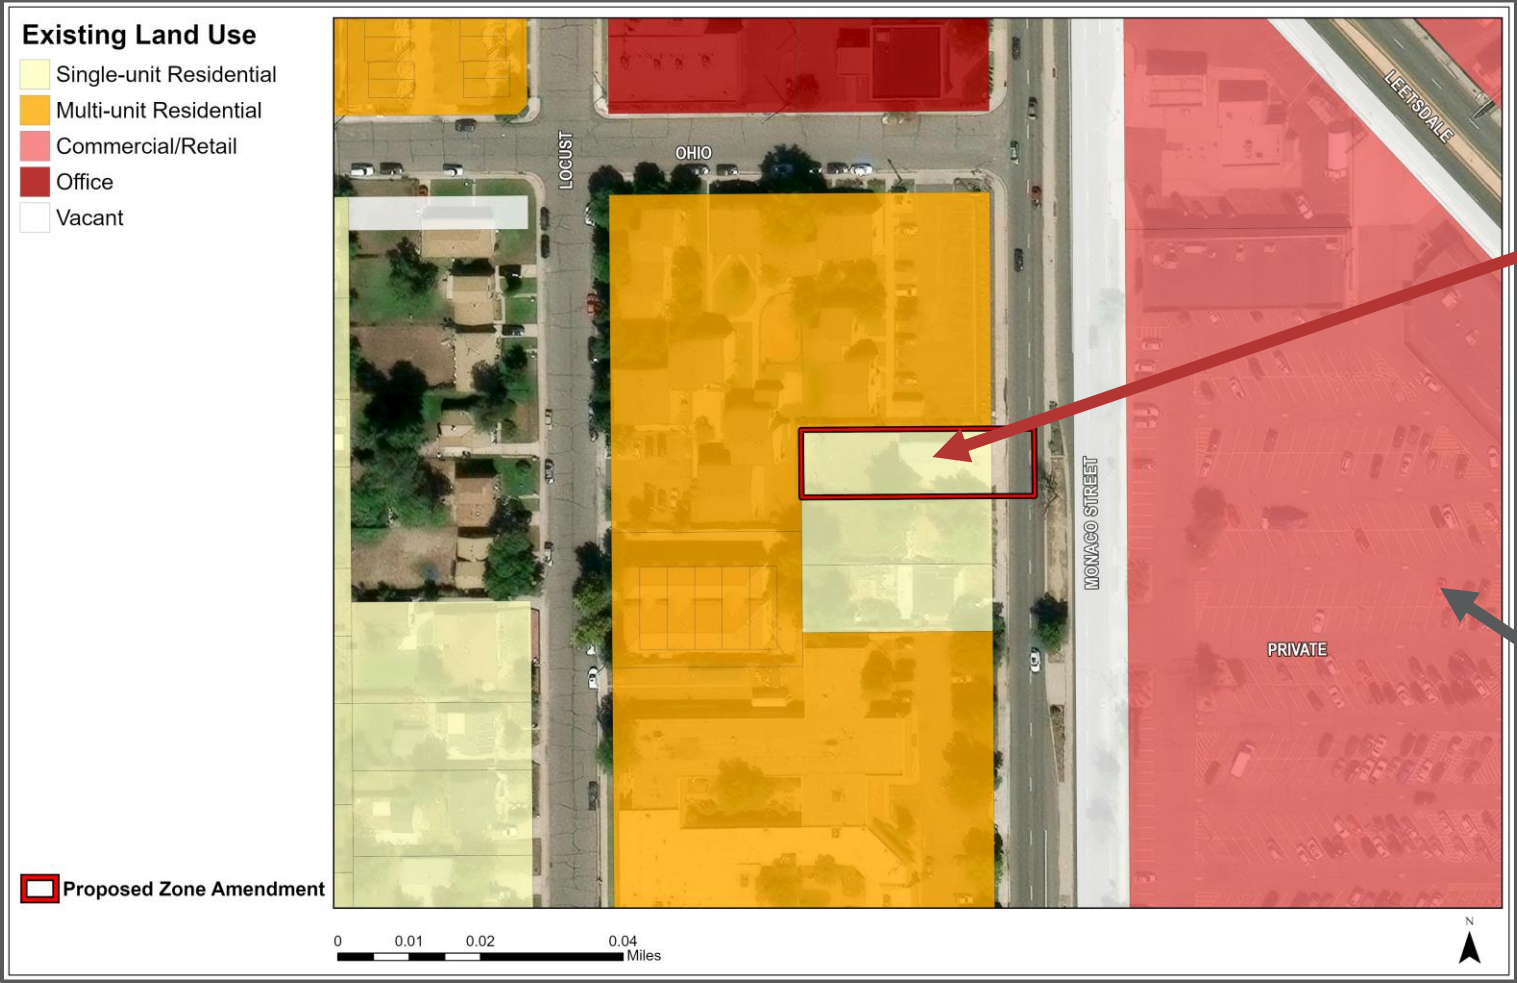 Existing Land Use
Single-unit Residential
Multi-unit Residential
Commercial/Retail
Office
Vacant
LEETSDALE
LOCUST
OHIO
MONACO STREET
PRIVATE
Proposed Zone Amendment
0 0.01 0.02 0.04
Miles
N